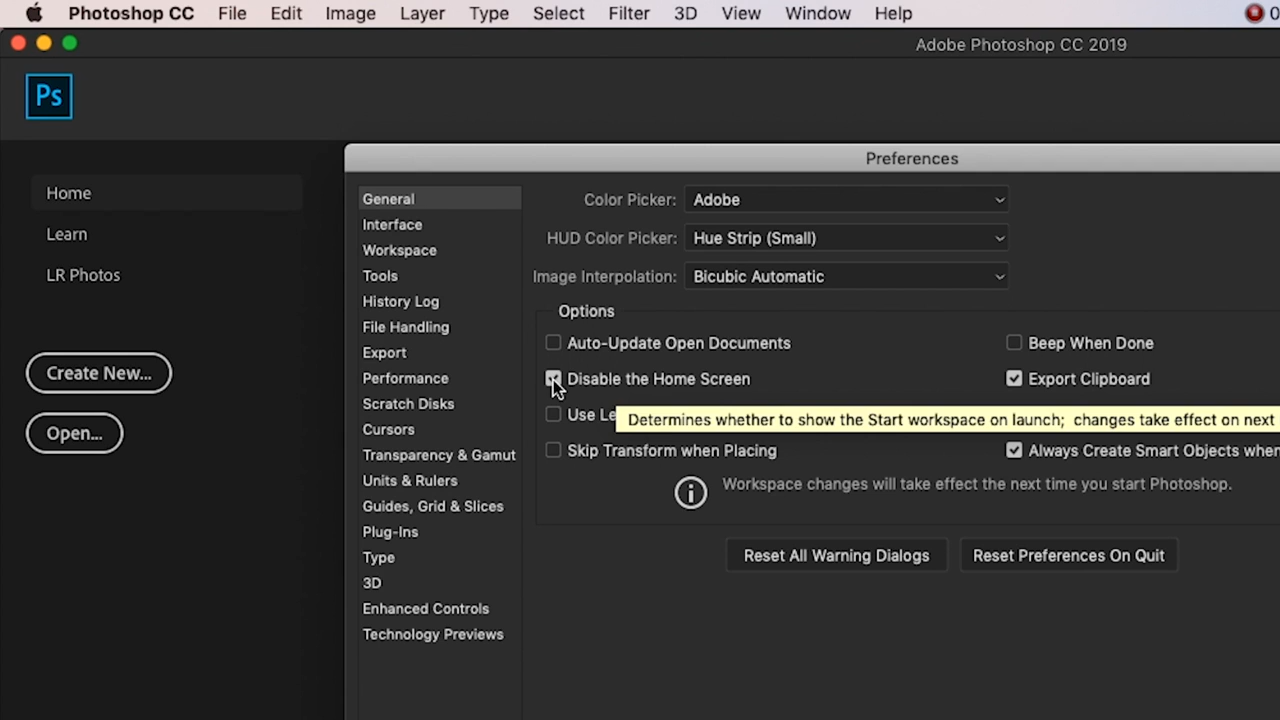 Photoshop CC File Edit Image Layer Type Select Filter 3D View Window Help 0
Adobe Photoshop CC 2019
Ps
Home
Learn
LR Photos
Create New...
Open...
Preferences
General
Interface
Workspace
Tools
History Log
File Handling
Export
Performance
Scratch Disks
Cursors
Transparency & Gamut
Units & Rulers
Guides, Grid & Slices
Plug-Ins
Type
3D
Enhanced Controls
Technology Previews
Color Picker: Adobe
HUD Color Picker: Hue Strip (Small)
Image Interpolation: Bicubic Automatic
Options
Auto-Update Open Documents
Beep When Done
Disable the Home Screen
Export Clipboard
Use Le
Determines whether to show the Start workspace on launch; changes take effect on next
Skip Transform when Placing
Always Create Smart Objects when
Workspace changes will take effect the next time you start Photoshop.
Reset All Warning Dialogs
Reset Preferences On Quit